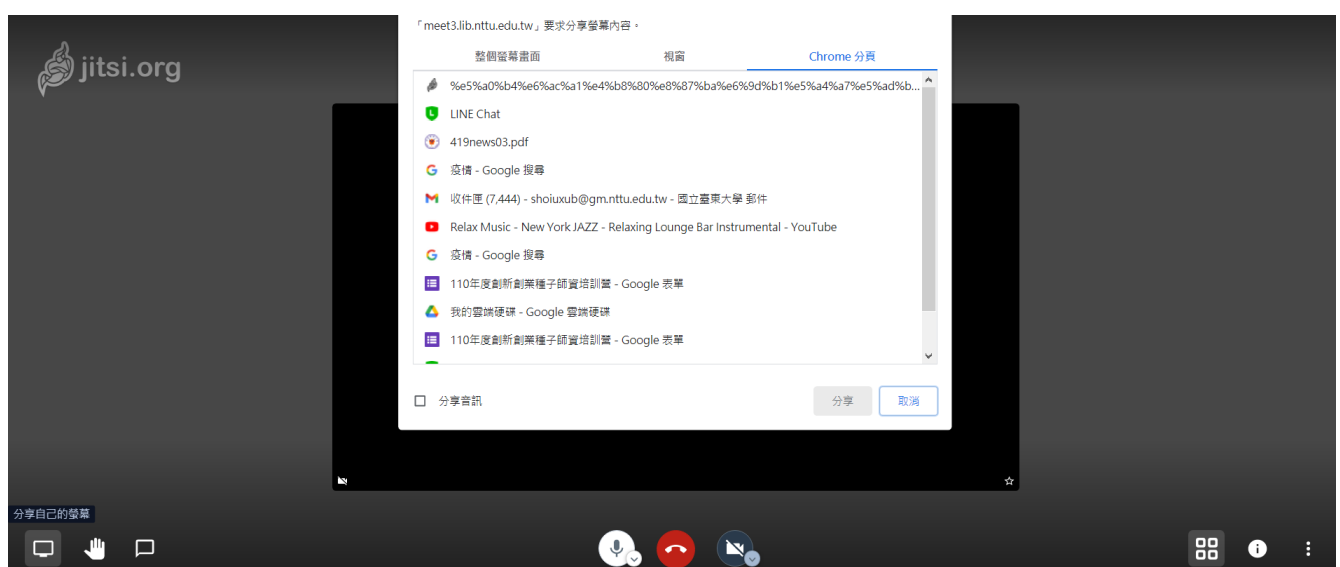 「meet3.lib.nttu.edu.tw」要求分享螢幕內容。
jitsi.org
整個螢幕畫面 視窗 Chrome 分頁
%e5%a0%b4%e6%ac%a1%e4%b8%80%e8%87%ba%e6%9d%b1%e5%a4%a7%e5%ad%b...
LINE Chat
419news03.pdf
疫情 - Google 搜尋
收件匣 (7,444) - shoiuxub@gm.nttu.edu.tw - 國立臺東大學 郵件
Relax Music - New York JAZZ - Relaxing Lounge Bar Instrumental - YouTube
疫情 - Google 搜尋
110年度創新創業種子師資培訓營 - Google 表單
我的雲端硬碟 - Google 雲端硬碟
110年度創新創業種子師資培訓營 - Google 表單
分享音訊 分享 取消
分享自己的螢幕